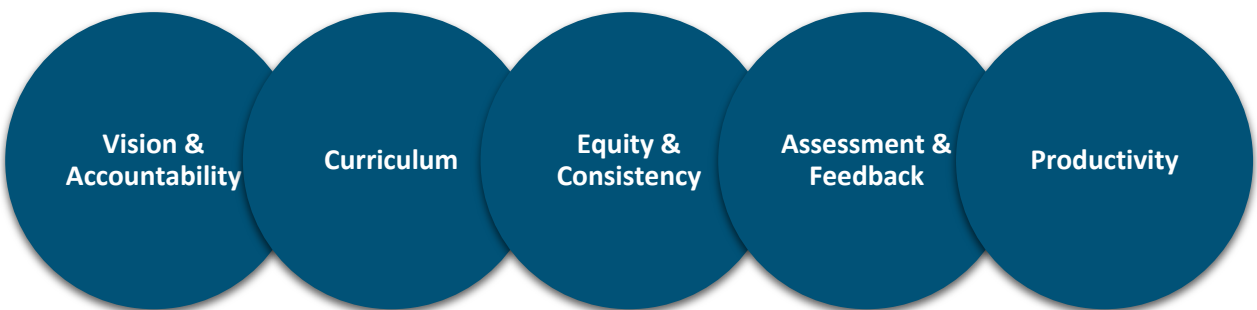 Vision &
Accountability
Curriculum
Equity &
Consistency
Assessment &
Feedback
Productivity